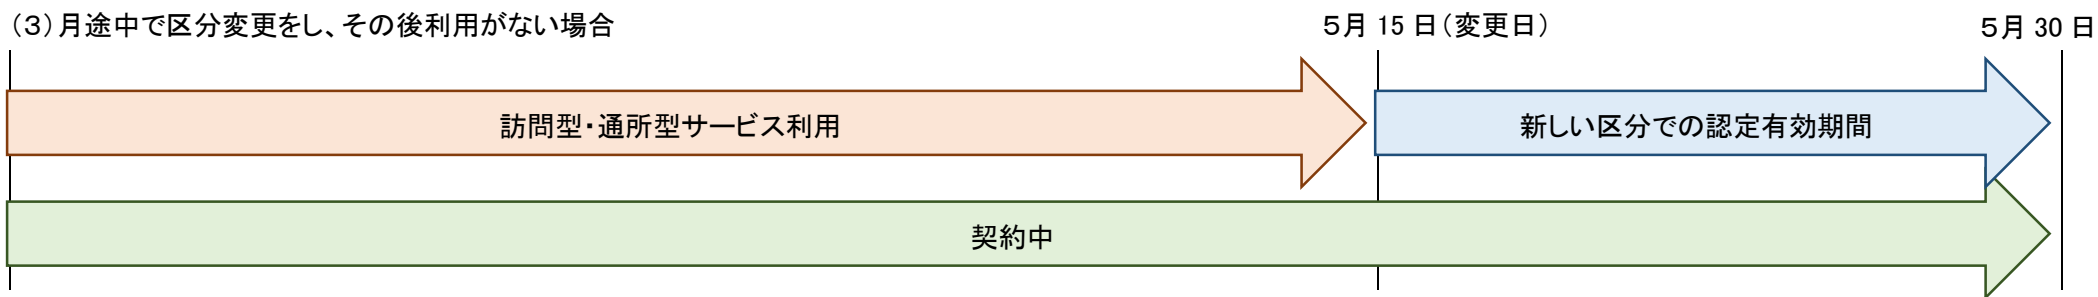 (3)月途中で区分変更をし、その後利用がない場合
5月 15 日(変更日)
5月 30 日
訪問型・通所型サービス利用
新しい区分での認定有効期間
契約中